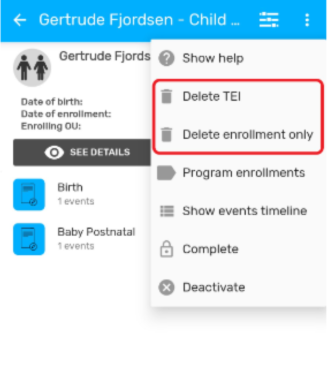 Gertrude Fjordsen - Child ...
Gertrude Fjords
Show help
Date of birth:
Date of enrollment:
Enrolling OU:
Delete TEI
Delete enrollment only
SEE DETAILS
Program enrollments
Birth
1 events
Show events timeline
Baby Postnatal
1 events
Complete
Deactivate